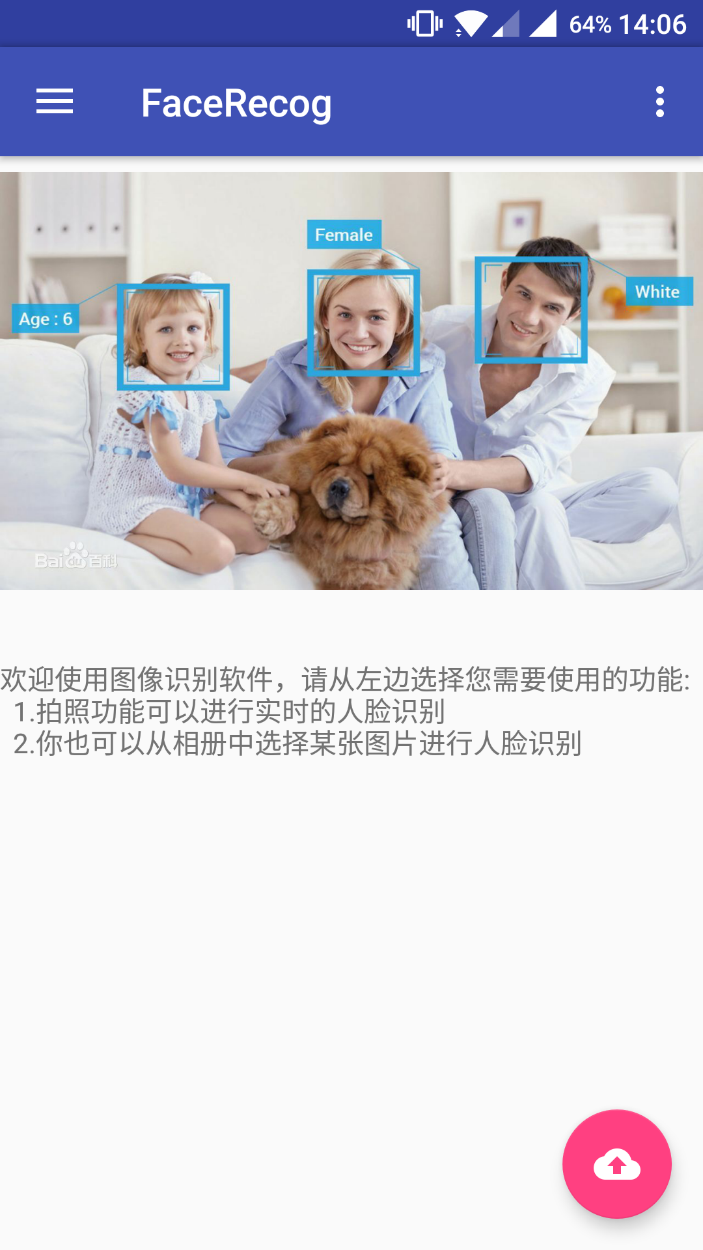 64% 14:06
FaceRecog
Female
White
Age : 6
Bai百科
欢迎使用图像识别软件，请从左边选择您需要使用的功能:
1.拍照功能可以进行实时的人脸识别
2.你也可以从相册中选择某张图片进行人脸识别